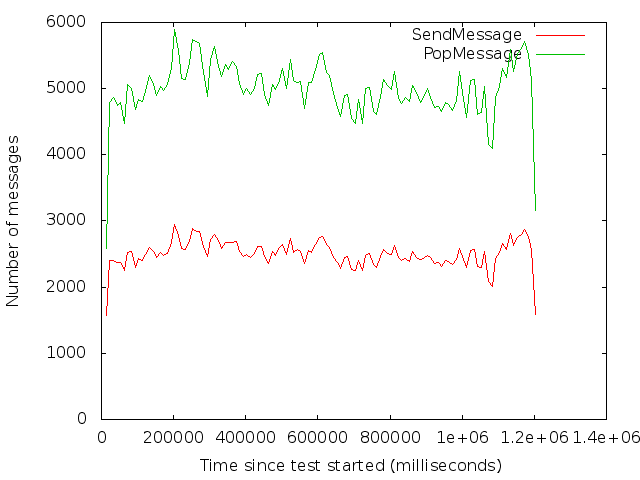 6000
5000
4000
3000
2000
1000
0
Number of messages
SendMessage
PopMessage
0 200000 400000 600000 800000 1e+06 1.2e+06 1.4e+06
Time since test started (milliseconds)